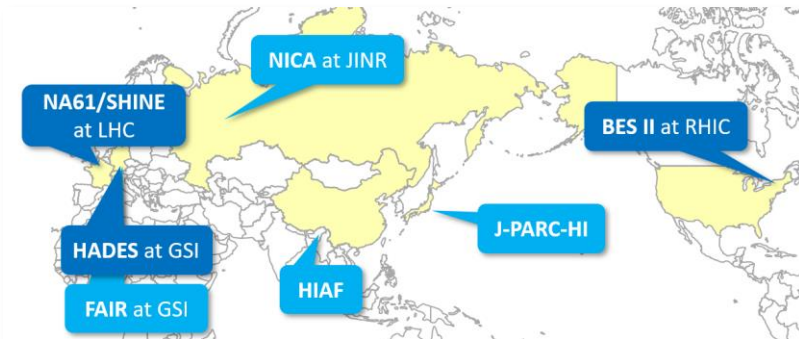 NICA at JINR
NA61/SHINE
at LHC
BES II at RHIC
J-PARC-HI
HADES at GSI
HIAF
FAIR at GSI